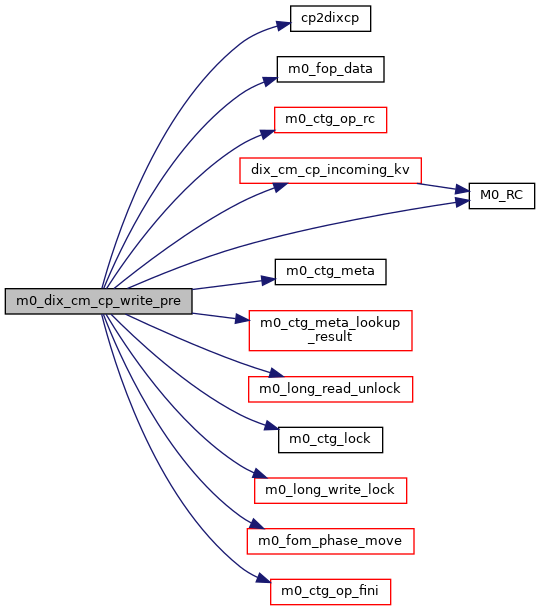 cp2dixcp
m0_fop_data
m0_ctg_op_rc
dix_cm_cp_incoming_kv
M0_RC
m0_ctg_meta
m0_dix_cm_cp_write_pre
m0_ctg_meta_lookup
_result
m0_long_read_unlock
m0_ctg_lock
m0_long_write_lock
m0_fom_phase_move
m0_ctg_op_fini